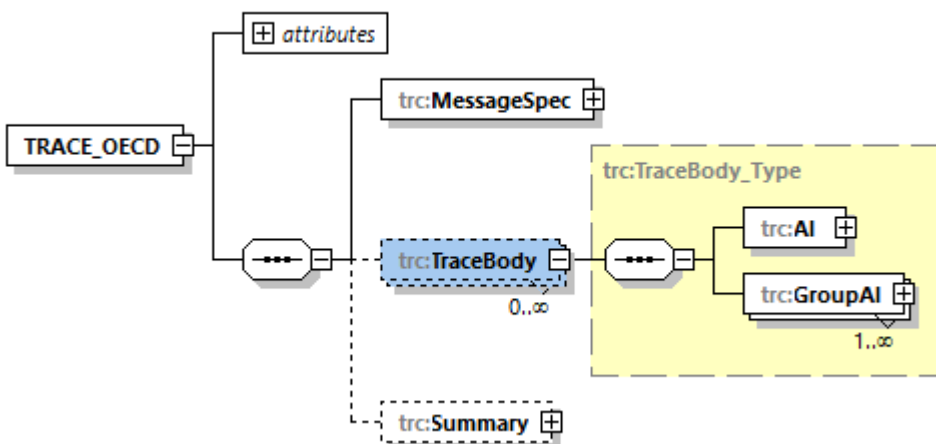 attributes
trc:MessageSpec
TRACE_OECD
trc:TraceBody_Type
trc:AI
trc:TraceBody
0..∞
trc:GroupAI
1..∞
trc:Summary